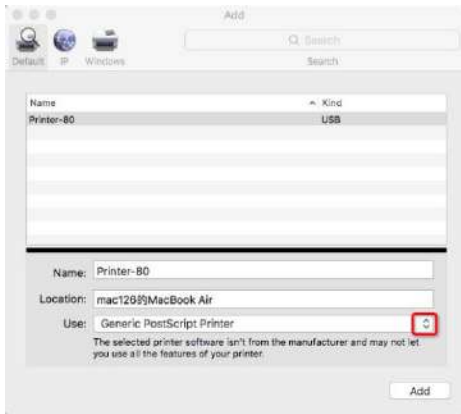 Add
Search
Default IP Windows Search
Name Kind
Printer-80 USB
Name: Printer-80
Location: mac126的MacBook Air
Use: Generic PostScript Printer
The selected printer software isn't from the manufacturer and may not let
you use all the features of your printer.
Add